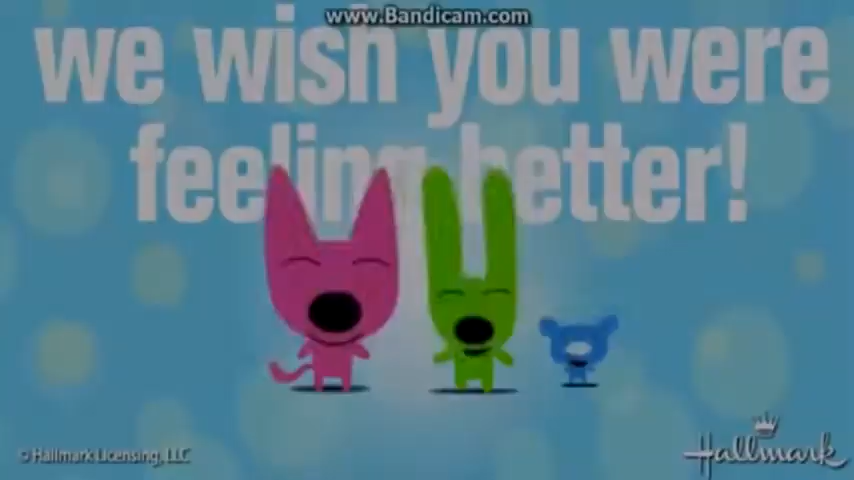 www.Bandicam.com
we wish you were
feeling better!
© Hallmark Licensing, LLC
Hallmark